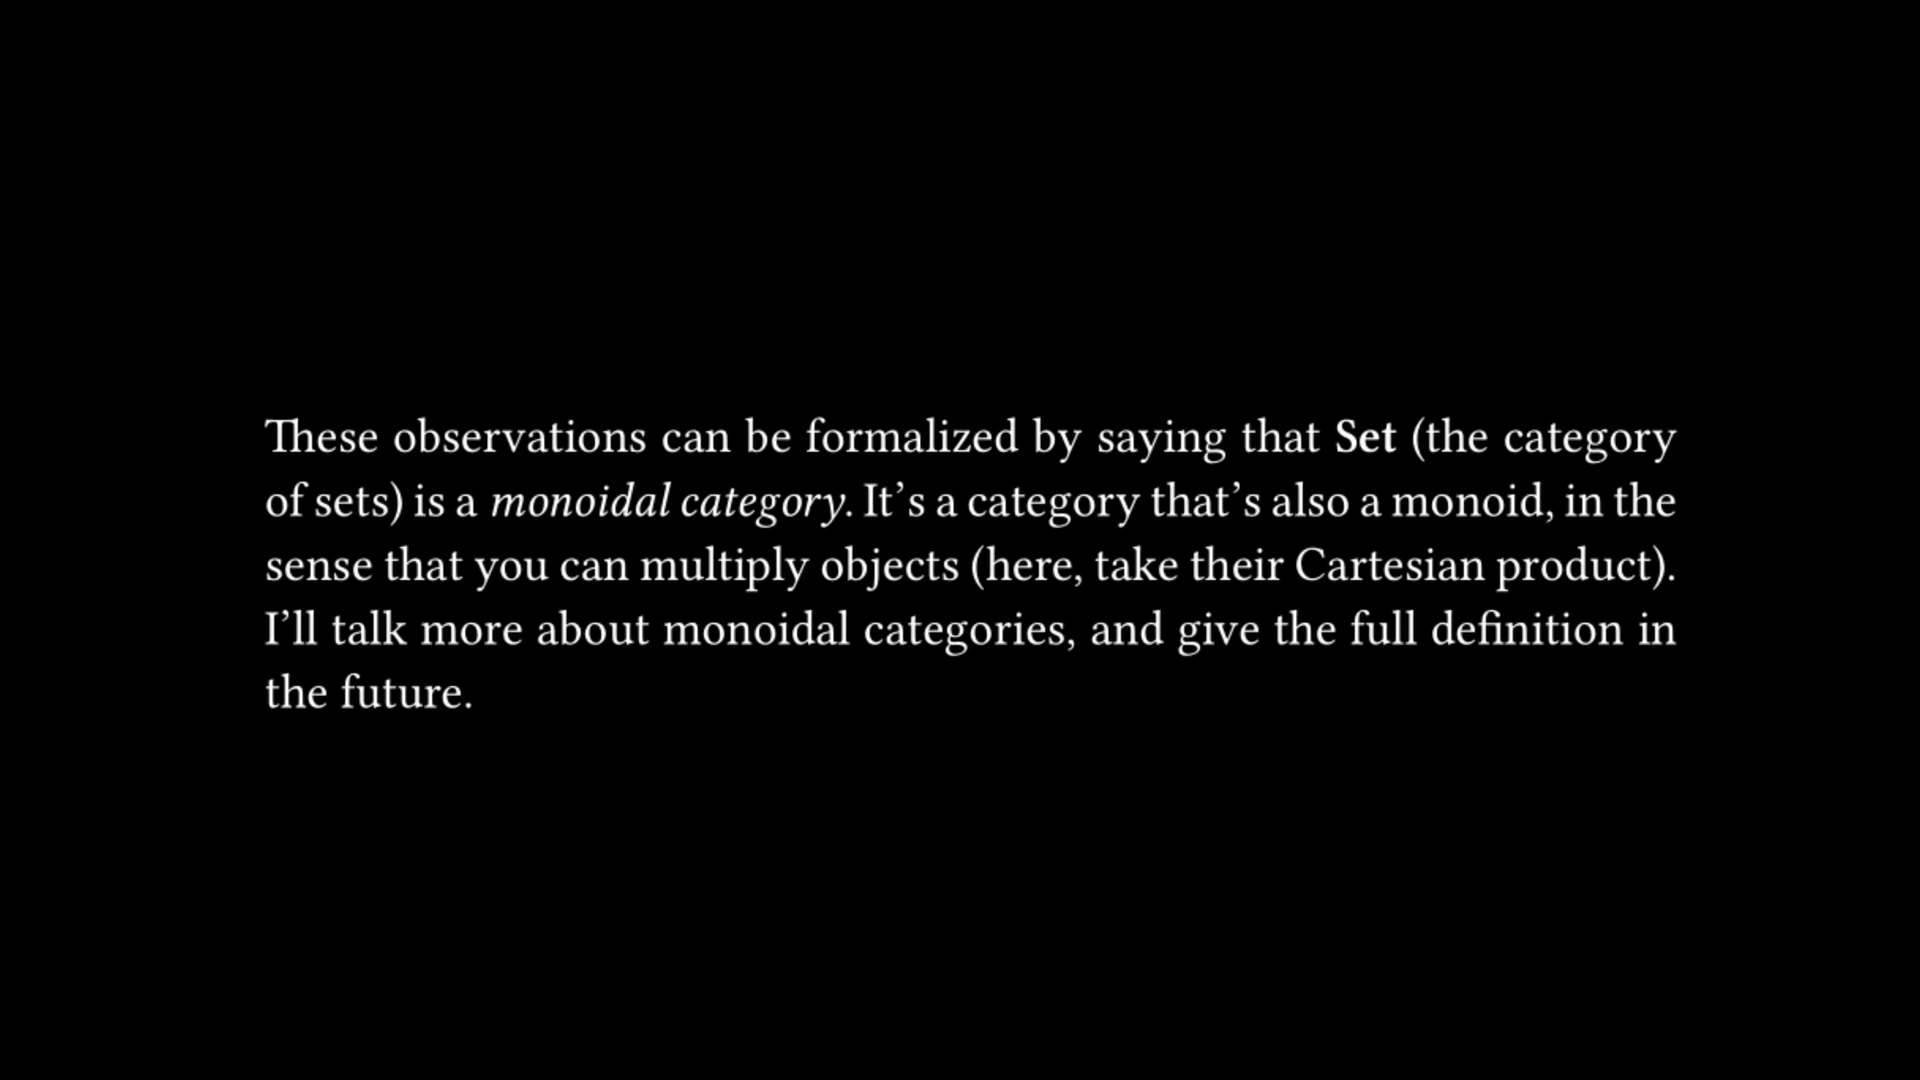 These observations can be formalized by saying that Set (the category
of sets) is a monoidal category. It’s a category that’s also a monoid, in the
sense that you can multiply objects (here, take their Cartesian product).
I’ll talk more about monoidal categories, and give the full definition in
the future.